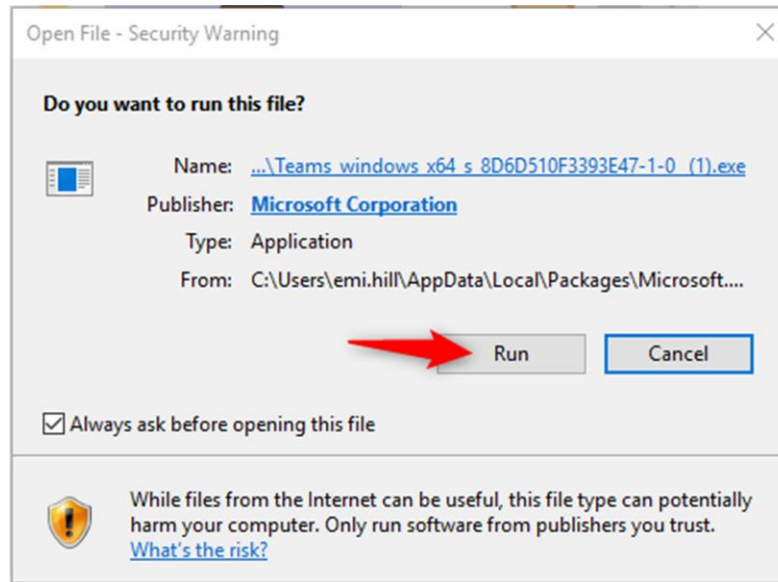 Open File - Security Warning
Do you want to run this file?
Name: ...\Teams_windows_x64_s_8D6D510F3393E47-1-0_(1).exe
Publisher: Microsoft Corporation
Type: Application
From: C:\Users\emi.hill\AppData\Local\Packages\Microsoft....
Run Cancel
Always ask before opening this file
While files from the Internet can be useful, this file type can potentially
harm your computer. Only run software from publishers you trust.
What's the risk?